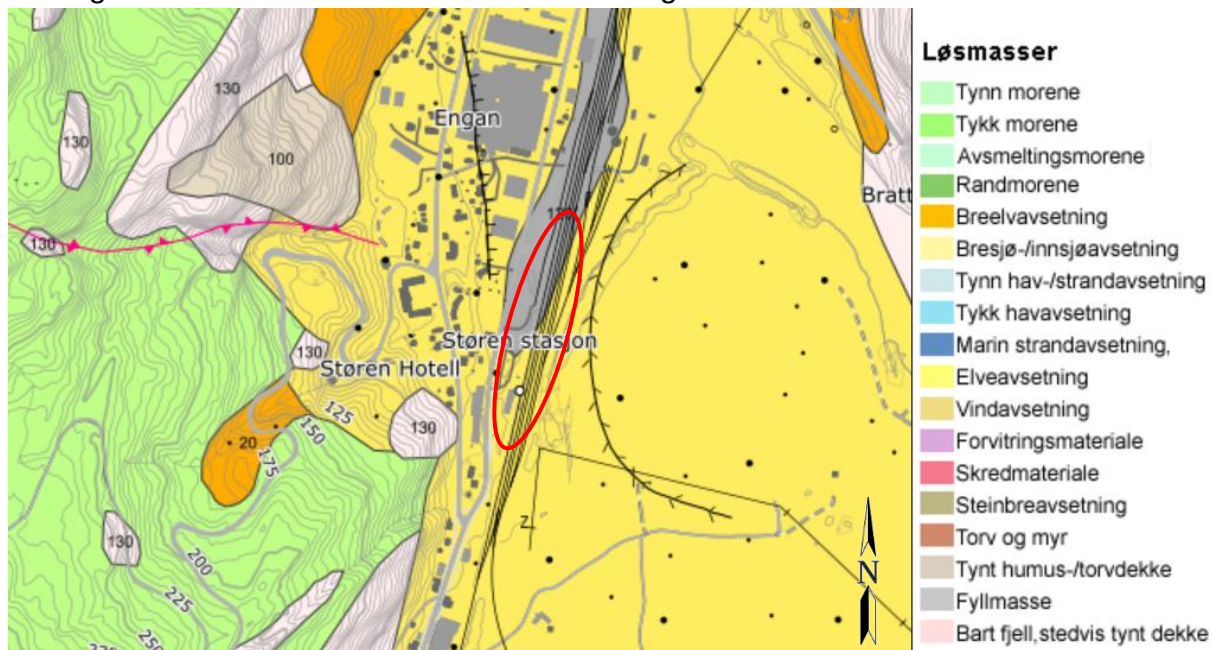 130
130
Engan
100
Bratt
130
Støren stasjon
130
Støren Hotell
125
130
150
20
175
130
200
225
250
Z
N
Løsmasser
Tynn morene
Tykk morene
Avsmeltingsmorene
Randmorene
Breelvavsetning
Bresjø-/innsjøavsetning
Tynn hav-/strandavsetning
Tykk havavsetning
Marin strandavsetning,
Elveavsetning
Vindavsetning
Forvitringsmateriale
Skredmateriale
Steinbreavsetning
Torv og myr
Tynt humus-/torvdekke
Fyllmasse
Bart fjell,stedvis tynt dekke